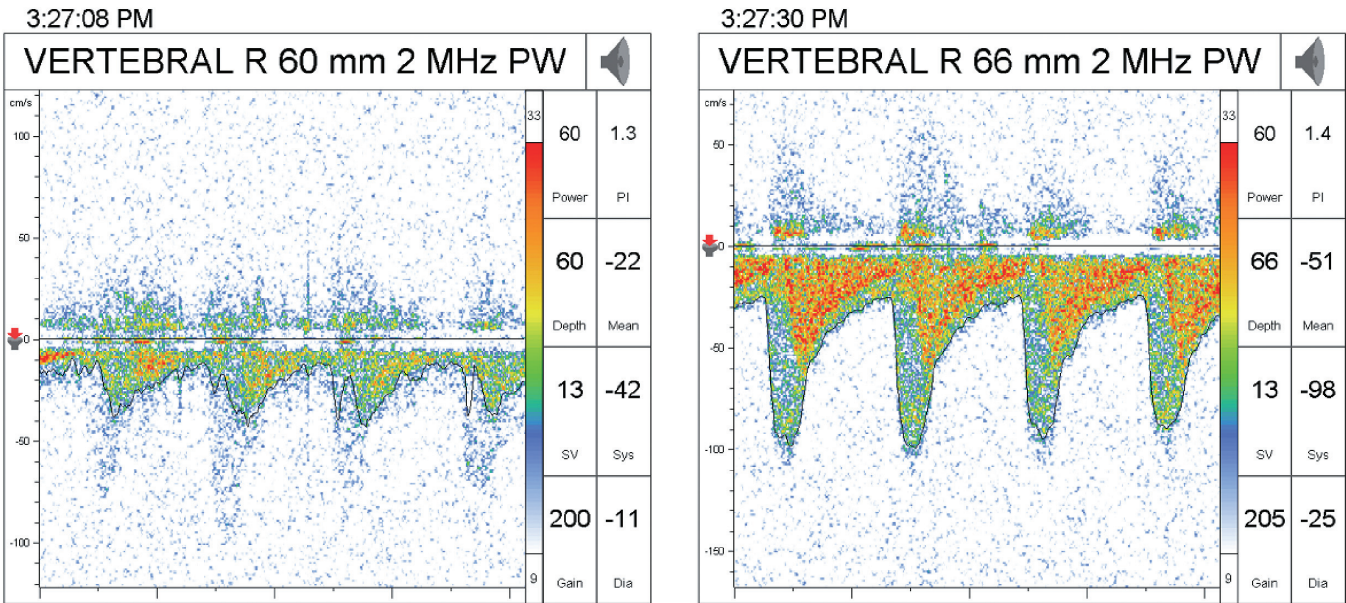 3:27:08 PM
VERTEBRAL R 60 mm 2 MHz PW
cm/s
100
50
0
-50
-100
33
9
60 1.3
Power PI
60 -22
Depth Mean
13 -42
SV Sys
200 -11
Gain Dia
3:27:30 PM
VERTEBRAL R 66 mm 2 MHz PW
cm/s
50
0
-50
-100
-150
33
9
60 1.4
Power PI
66 -51
Depth Mean
13 -98
SV Sys
205 -25
Gain Dia